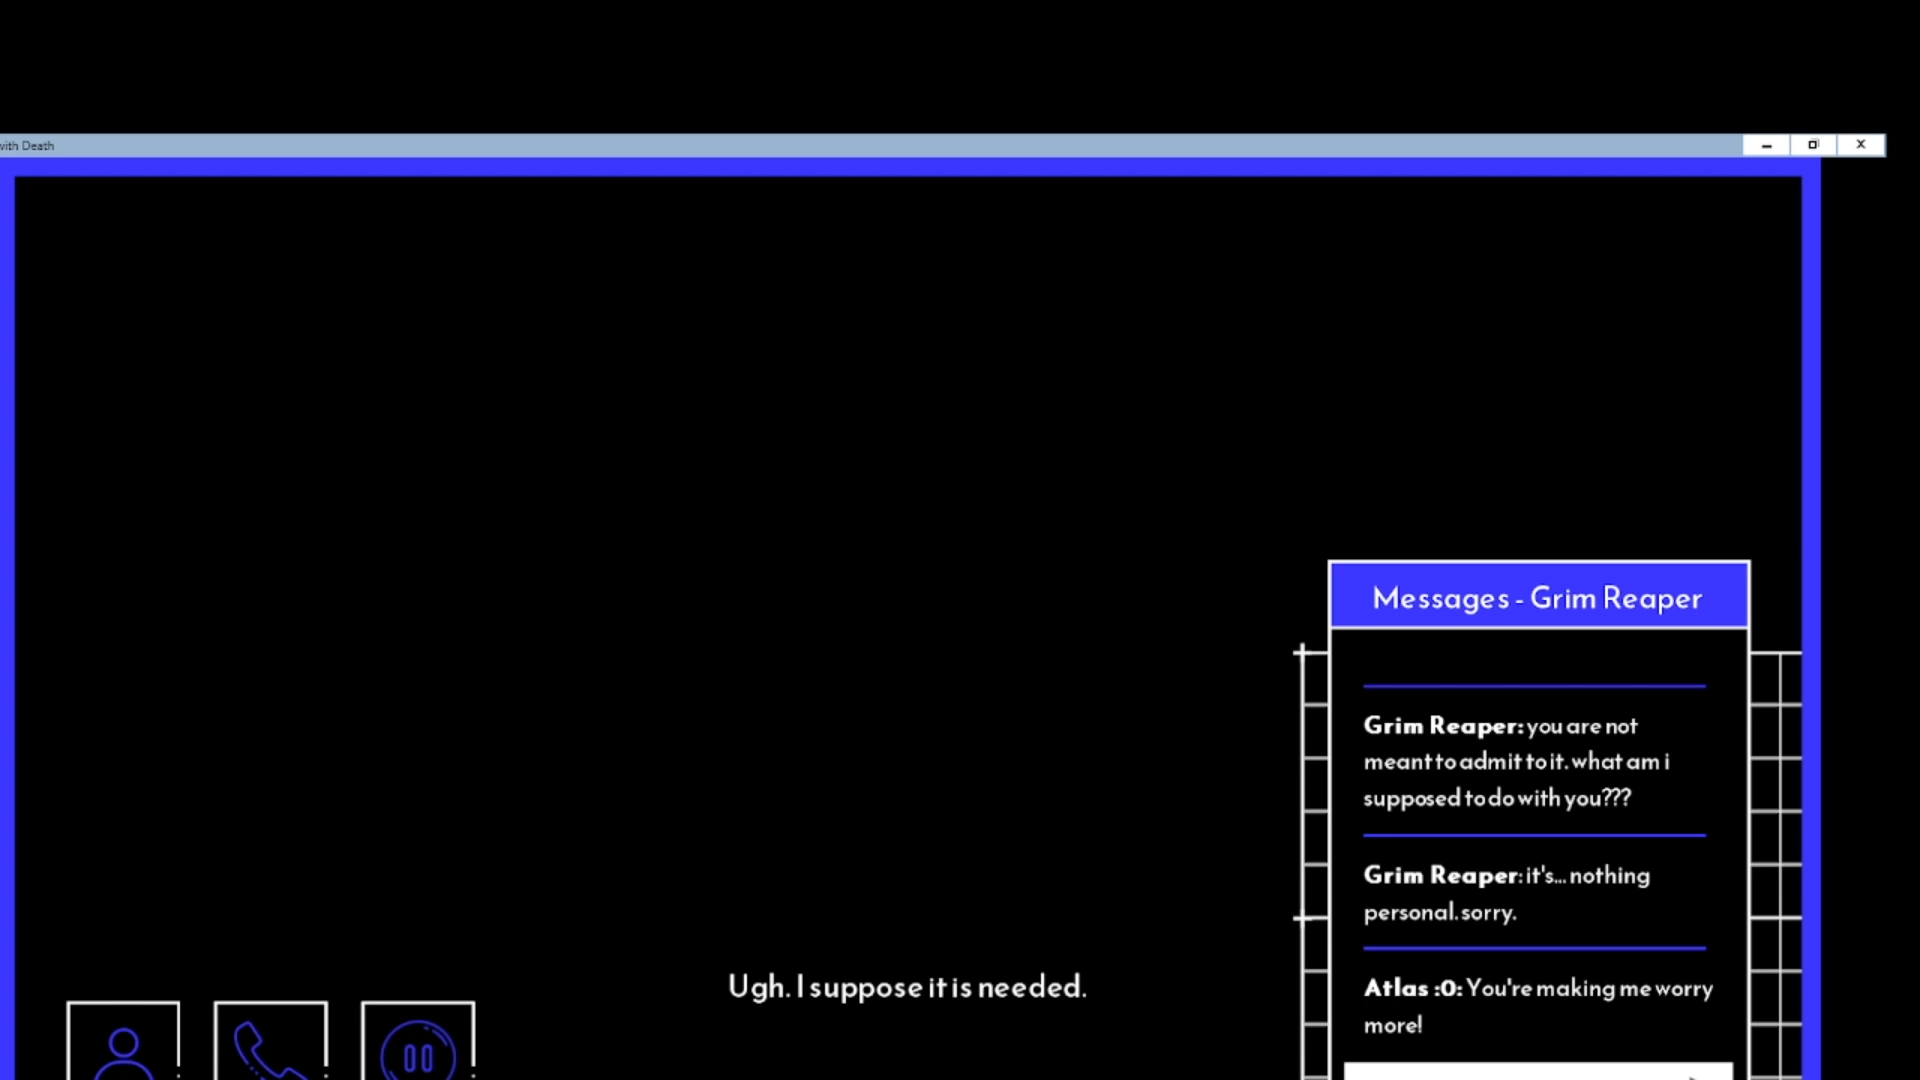 with Death
Messages - Grim Reaper
Grim Reaper: you are not
meant to admit to it. what am i
supposed to do with you???
Grim Reaper: it's... nothing
personal. sorry.
Ugh. I suppose it is needed.
Atlas :0: You're making me worry
more!